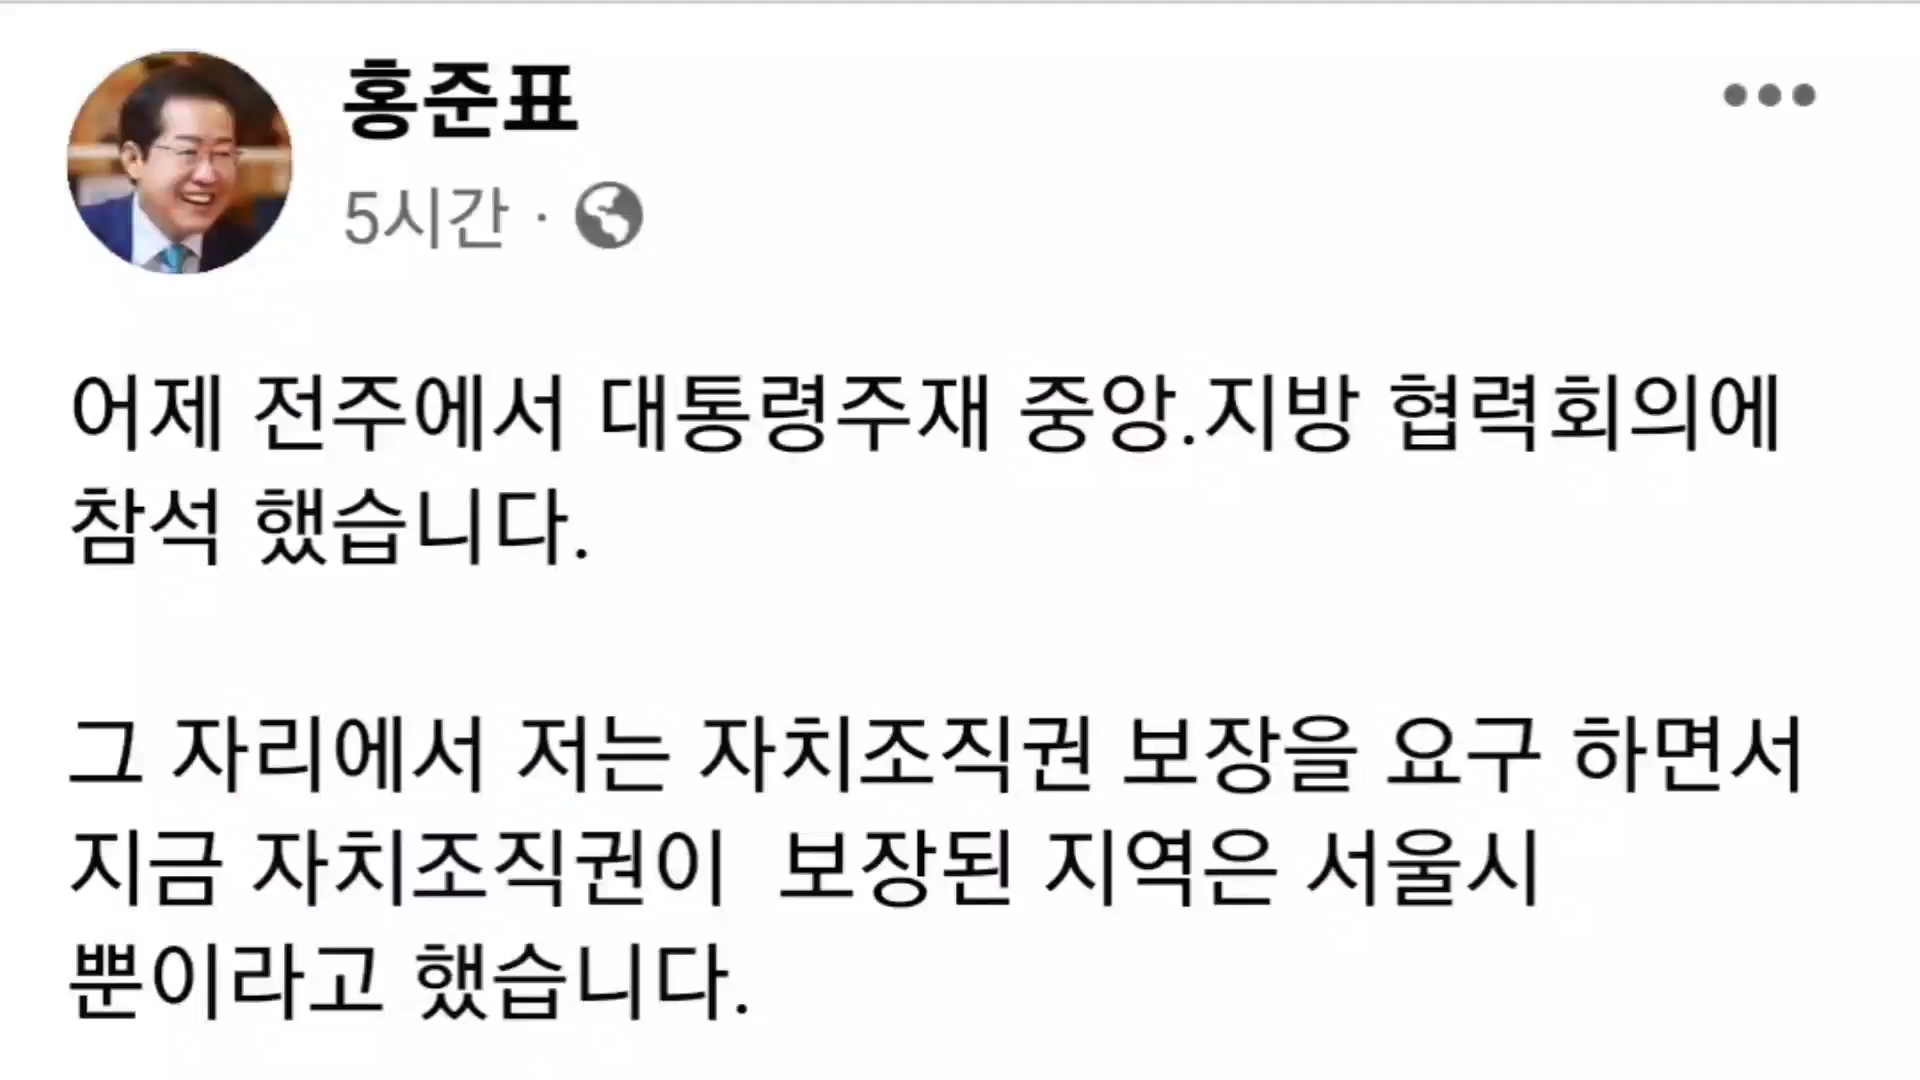 홍준표
5시간 ·
어제 전주에서 대통령주재 중앙.지방 협력회의에
참석 했습니다.
그 자리에서 저는 자치조직권 보장을 요구 하면서
지금 자치조직권이  보장된 지역은 서울시
뿐이라고 했습니다.